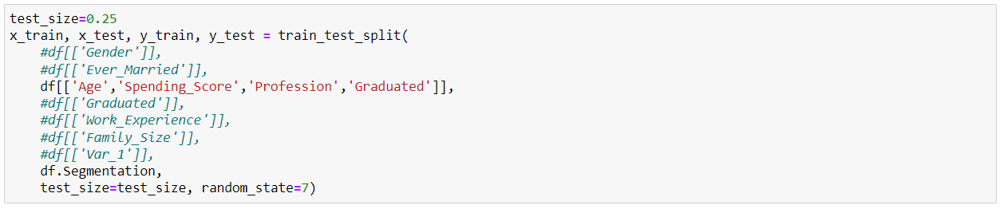 test_size=0.25
x_train, x_test, y_train, y_test = train_test_split(
    #df[['Gender']],
    #df[['Ever_Married']],
    df[['Age','Spending_Score','Profession','Graduated']],
    #df[['Graduated']],
    #df[['Work_Experience']],
    #df[['Family_Size']],
    #df[['Var_1']],
    df.Segmentation,
    test_size=test_size, random_state=7)